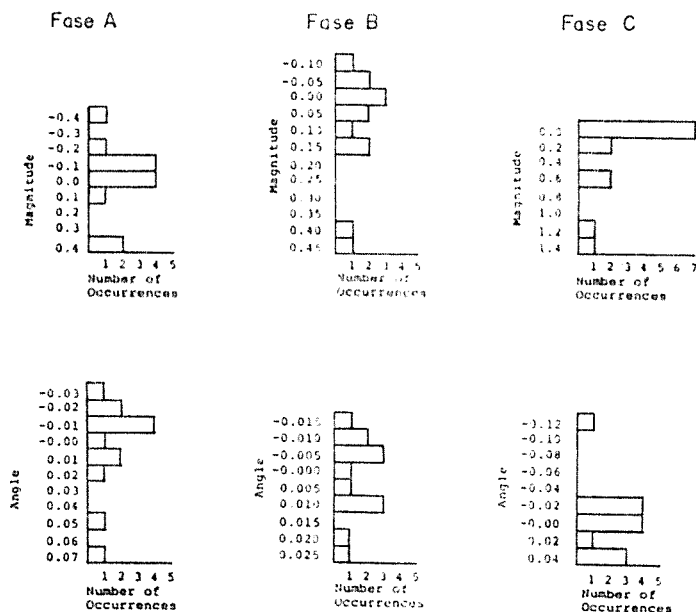 Fase A
Fase B
Fase C
Magnitude
-0.4
-0.3
-0.2
-0.1
0.0
0.1
0.2
0.3
0.4
1 2 3 4 5
Number of
Occurrences
Magnitude
-0.10
-0.05
0.00
0.05
0.10
0.15
0.20
0.25
0.30
0.35
0.40
0.45
1 2 3 4 5
Number of
Occurrences
Magnitude
0.0
0.2
0.4
0.6
0.8
1.0
1.2
1.4
1 2 3 4 5 6 7
Number of
Occurrences
Angle
-0.03
-0.02
-0.01
-0.00
0.01
0.02
0.03
0.04
0.05
0.06
0.07
1 2 3 4 5
Number of
Occurrences
Angle
-0.015
-0.010
-0.005
-0.000
0.005
0.010
0.015
0.020
0.025
1 2 3 4 5
Number of
Occurrences
Angle
-0.12
-0.10
-0.08
-0.06
-0.04
-0.02
-0.00
0.02
0.04
1 2 3 4 5
Number of
Occurrences